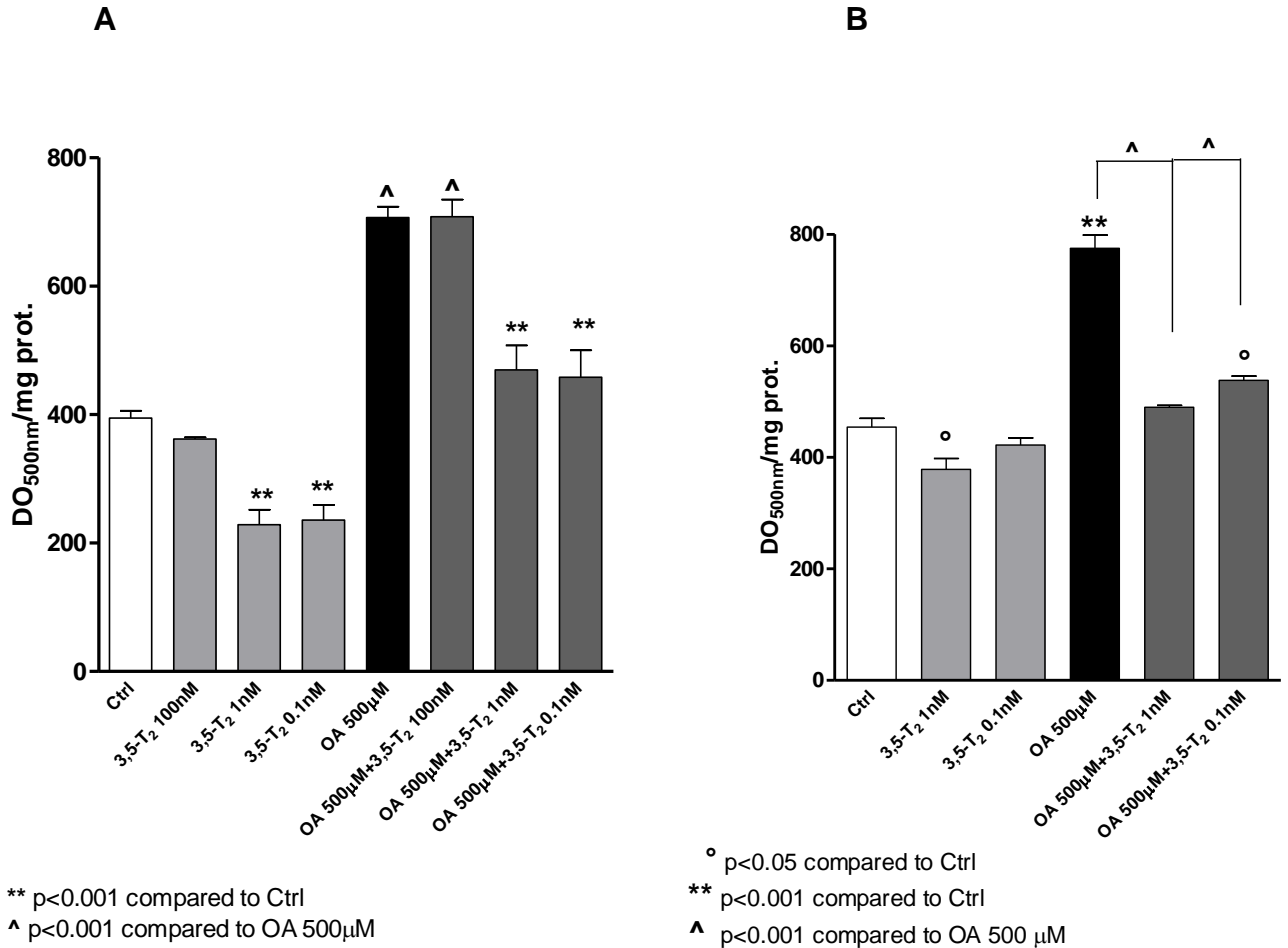 A
DO500nm/mg prot.
800
600
400
200
0
^
^
**
**
**
**
Ctrl
3,5-T2 100nM
3,5-T2 1nM
3,5-T2 0.1nM
OA 500µM
OA 500µM+3,5-T2 100nM
OA 500µM+3,5-T2 1nM
OA 500µM+3,5-T2 0.1nM
** p<0.001 compared to Ctrl
^ p<0.001 compared to OA 500µM
B
DO500nm/mg prot.
800
600
400
200
0
^
^
**
°
°
Ctrl
3,5-T2 1nM
3,5-T2 0.1nM
OA 500µM
OA 500µM+3,5-T2 1nM
OA 500µM+3,5-T2 0.1nM
° p<0.05 compared to Ctrl
** p<0.001 compared to Ctrl
^ p<0.001 compared to OA 500 µM